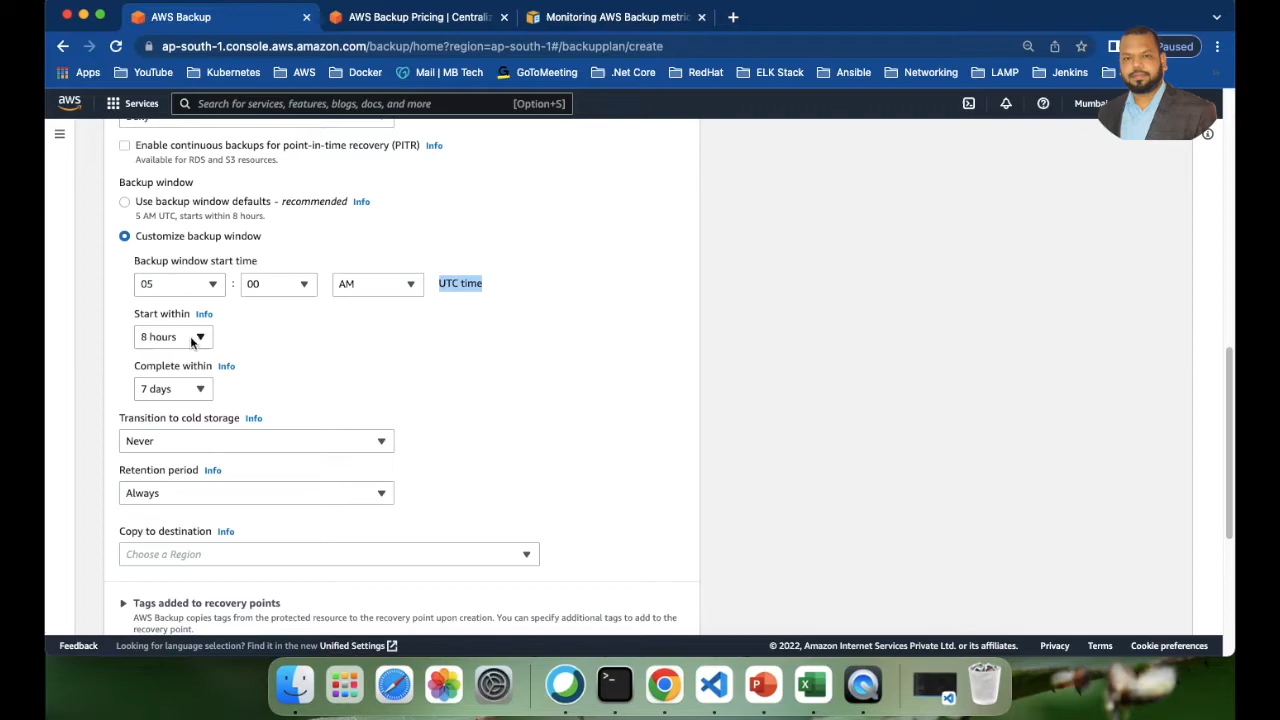 AWS Backup
AWS Backup Pricing | Centraliz
Monitoring AWS Backup metric
ap-south-1.console.aws.amazon.com/backup/home?region=ap-south-1#/backupplan/create
Paused
Apps
YouTube
Kubernetes
AWS
Docker
Mail | MB Tech
GoToMeeting
.Net Core
RedHat
ELK Stack
Ansible
Networking
LAMP
Jenkins
aws
Services
Search for services, features, blogs, docs, and more
[Option+S]
Mumb
Enable continuous backups for point-in-time recovery (PITR) Info
Available for RDS and S3 resources.
Backup window
Use backup window defaults - recommended Info
5 AM UTC, starts within 8 hours.
Customize backup window
Backup window start time
05 : 00 AM UTC time
Start within Info
8 hours
Complete within Info
7 days
Transition to cold storage Info
Never
Retention period Info
Always
Copy to destination Info
Choose a Region
Tags added to recovery points
AWS Backup copies tags from the protected resource to the recovery point upon creation. You can specify additional tags to add to the
recovery point.
Feedback
Looking for language selection? Find it in the new Unified Settings
© 2022, Amazon Internet Services Private Ltd. or its affiliates.
Privacy
Terms
Cookie preferences